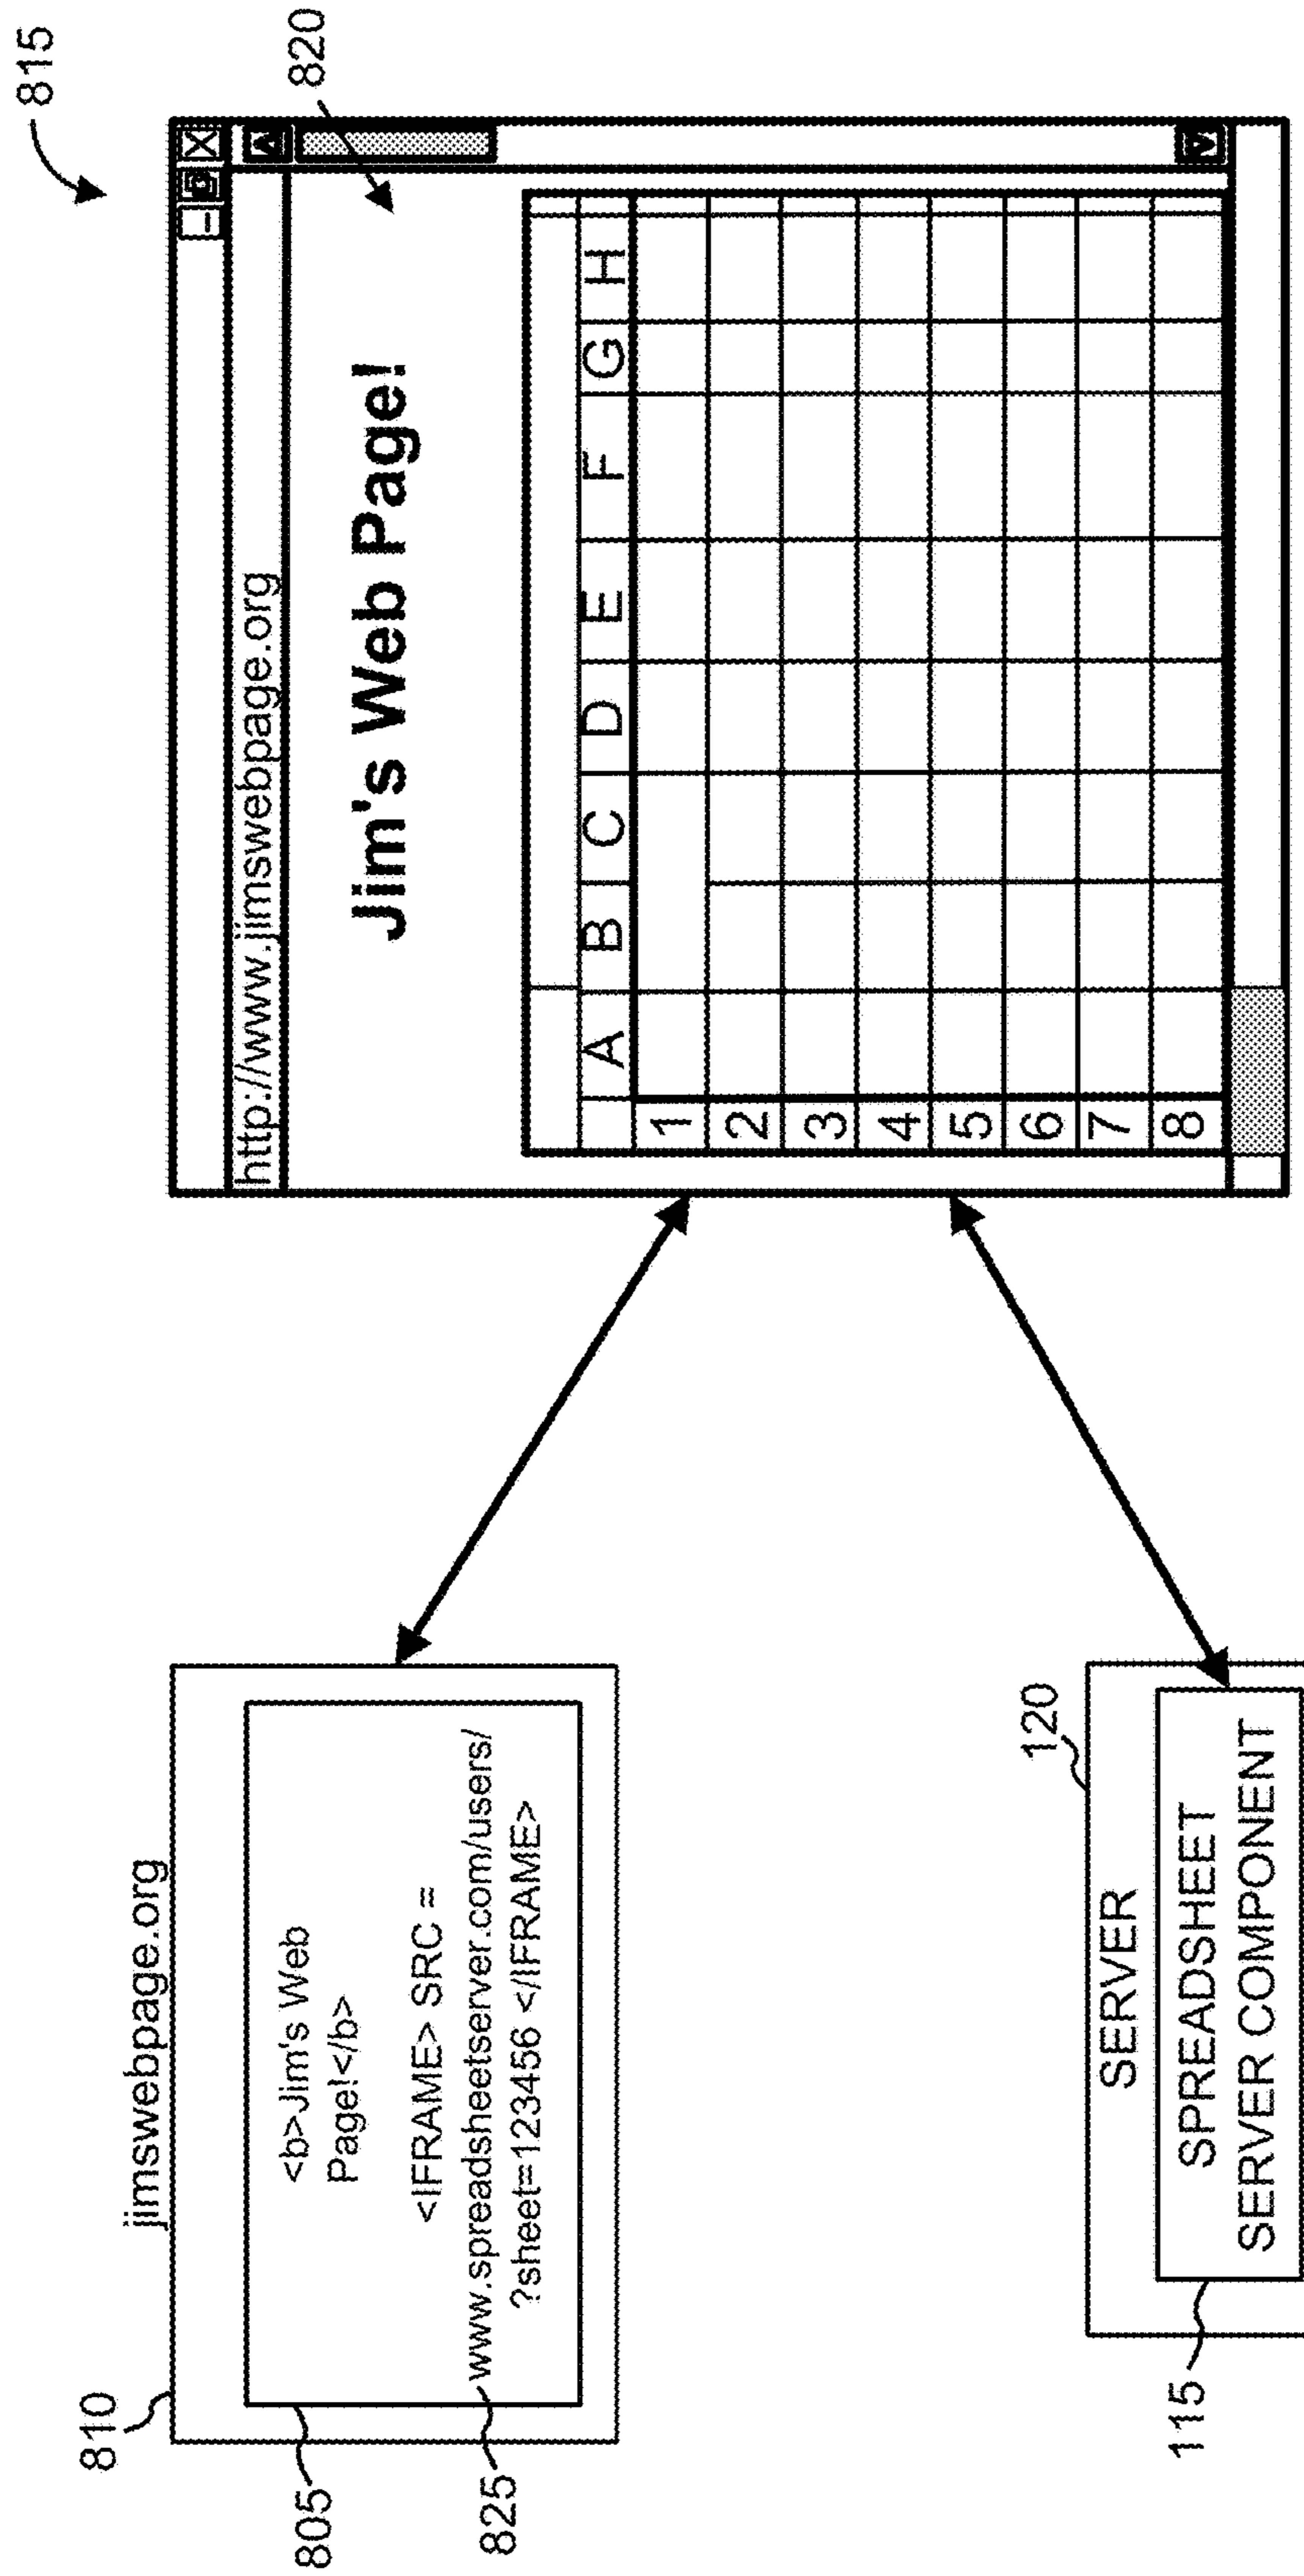 jimswebpage.org
810
805
<b>Jim's Web
Page!</b>
<IFRAME> SRC =
www.spreadsheetserver.com/users/
?sheet=123456 </IFRAME>
825
120
SERVER
SPREADSHEET
SERVER COMPONENT
115
815
http://www.jimswebpage.org
820
Jim's Web Page!
A B C D E F G H
1
2
3
4
5
6
7
8